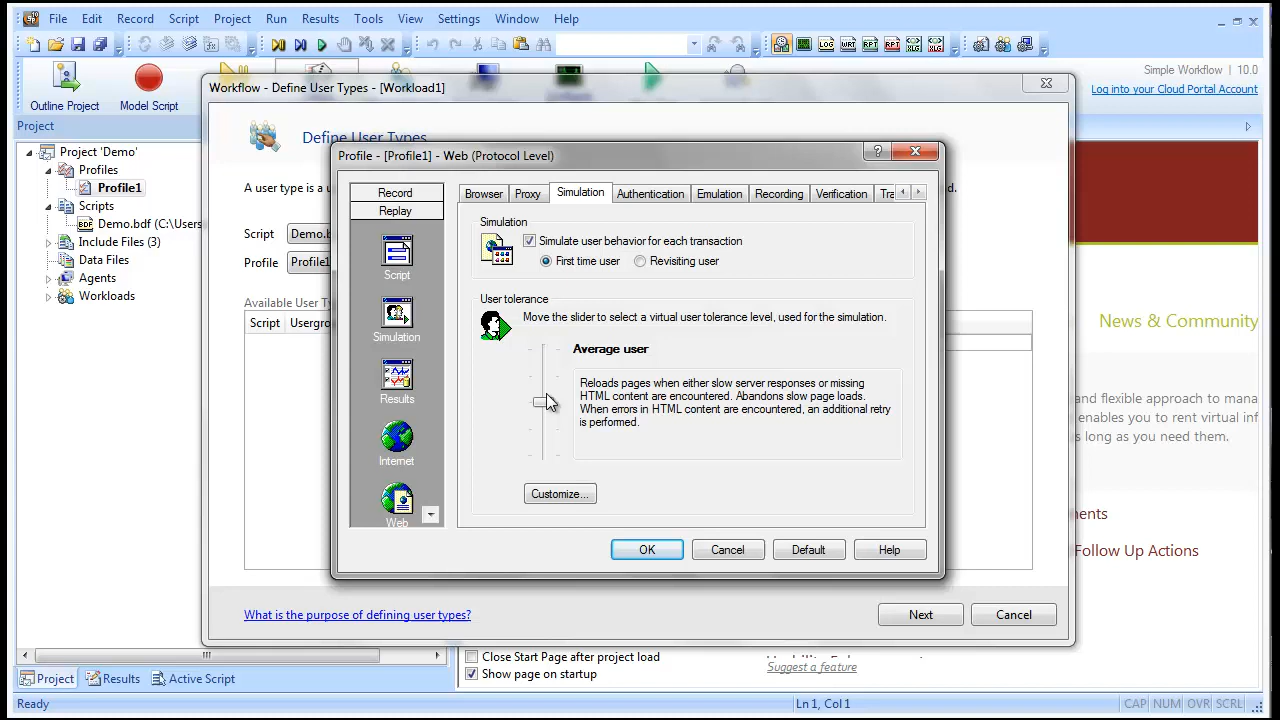 File Edit Record Script Project Run Results Tools View Settings Window Help
Simple Workflow | 10.0
Log into your Cloud Portal Account
Outline Project Model Script
Project
Workflow - Define User Types - [Workload1]
Define User Types
A user type is a u
d.
Script Demo.b
Profile Profile1
Available User Ty
Script Usergro
Project 'Demo'
Profiles
Profile1
Scripts
Demo.bdf (C:\Users
Include Files (3)
Data Files
Agents
Workloads
Profile - [Profile1] - Web (Protocol Level)
Record
Replay
Script
Simulation
Results
Internet
Web
Browser Proxy Simulation Authentication Emulation Recording Verification Tra
Simulation
Simulate user behavior for each transaction
First time user Revisiting user
User tolerance
Move the slider to select a virtual user tolerance level, used for the simulation.
Average user
Reloads pages when either slow server responses or missing
HTML content are encountered. Abandons slow page loads.
When errors in HTML content are encountered, an additional retry
is performed.
Customize...
OK Cancel Default Help
What is the purpose of defining user types?
Next Cancel
News & Community
and flexible approach to mana
enables you to rent virtual inf
s long as you need them.
ments
Follow Up Actions
Close Start Page after project load
Show page on startup
Suggest a feature
Project Results Active Script
Ready
Ln 1, Col 1
CAP NUM OVR SCRL